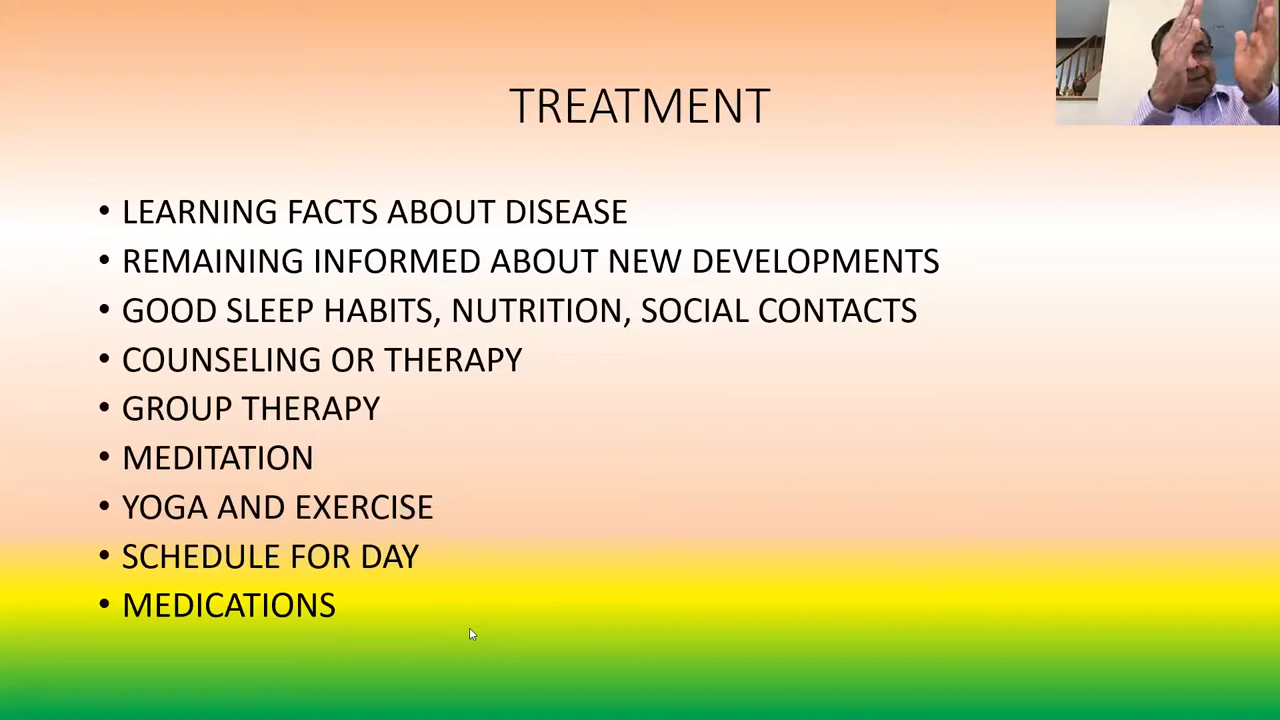 TREATMENT
• LEARNING FACTS ABOUT DISEASE
• REMAINING INFORMED ABOUT NEW DEVELOPMENTS
• GOOD SLEEP HABITS, NUTRITION, SOCIAL CONTACTS
• COUNSELING OR THERAPY
• GROUP THERAPY
• MEDITATION
• YOGA AND EXERCISE
• SCHEDULE FOR DAY
• MEDICATIONS